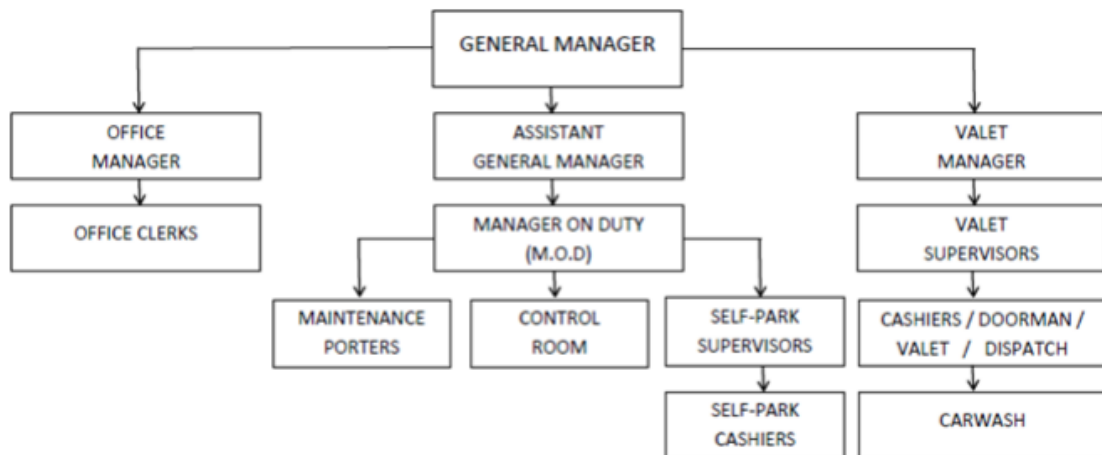 GENERAL MANAGER
OFFICE
MANAGER
ASSISTANT
GENERAL MANAGER
VALET
MANAGER
OFFICE CLERKS
MANAGER ON DUTY
(M.O.D)
VALET
SUPERVISORS
MAINTENANCE
PORTERS
CONTROL
ROOM
SELF-PARK
SUPERVISORS
CASHIERS / DOORMAN /
VALET / DISPATCH
SELF-PARK
CASHIERS
CARWASH